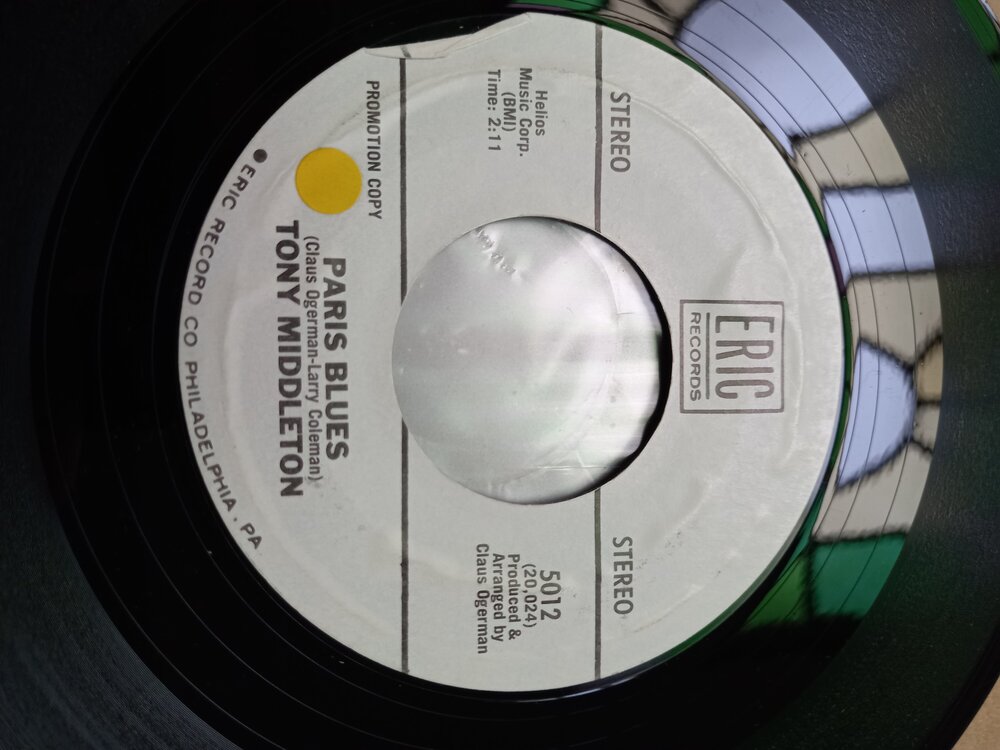 ERIC
RECORDS
STEREO
STEREO
Helios
Music Corp.
(BMI)
Time: 2:11
5012
(20,024)
Produced &
Arranged by
Claus Ogerman
PROMOTION COPY
PARIS BLUES
(Claus Ogerman-Larry Coleman)
TONY MIDDLETON
ERIC RECORD CO PHILADELPHIA. PA